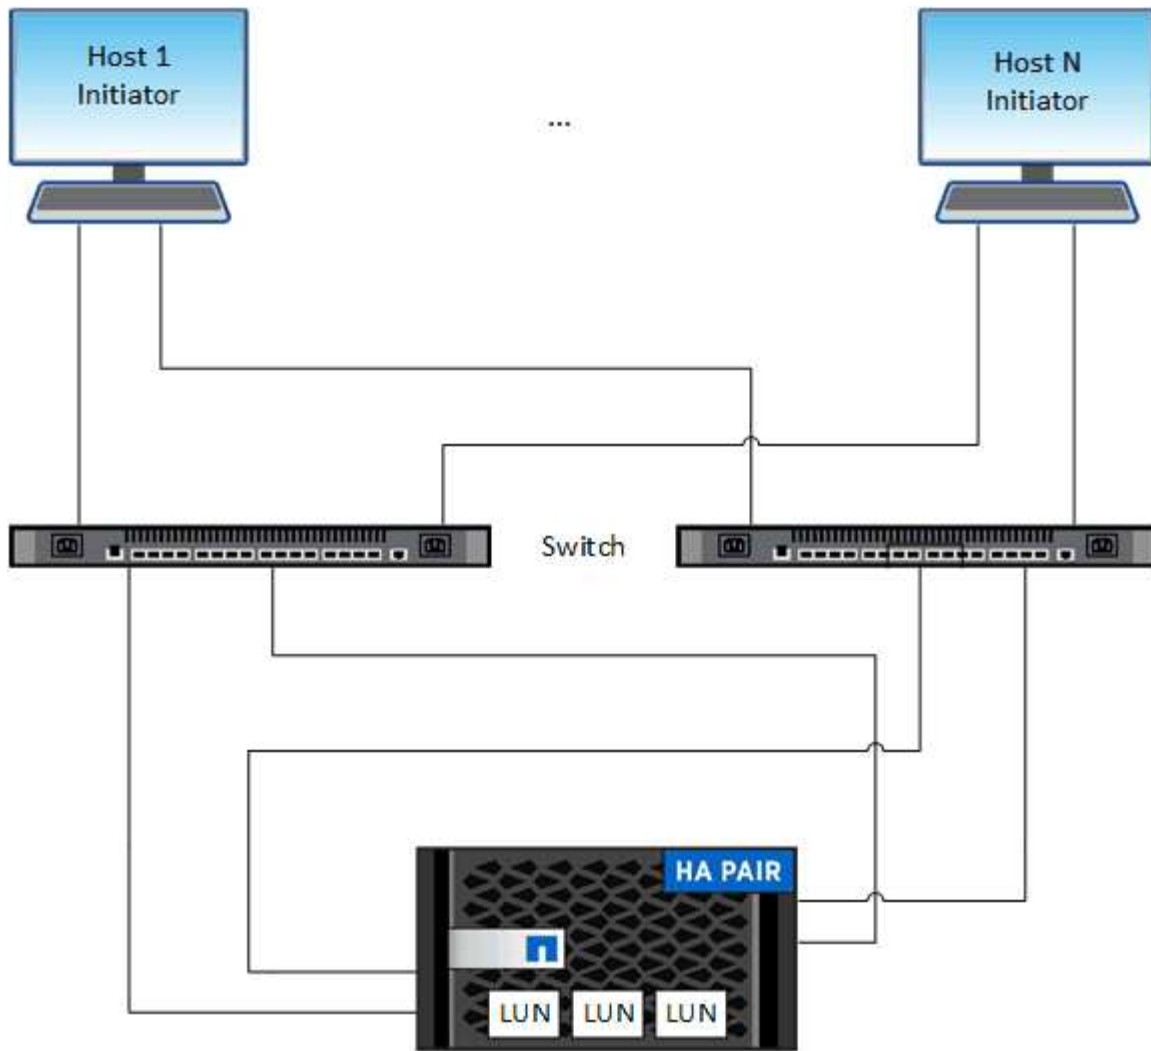 Host 1
Initiator
...
Host N
Initiator
Switch
HA PAIR
LUN LUN LUN